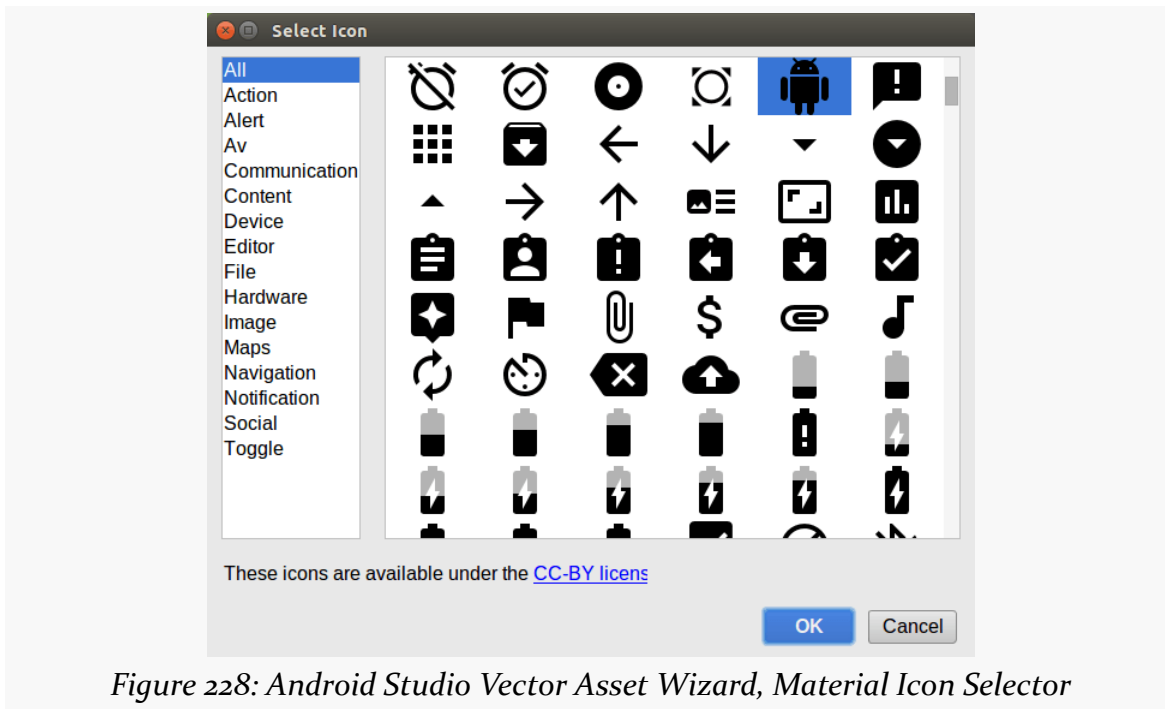 Select Icon
All
Action
Alert
Av
Communication
Content
Device
Editor
File
Hardware
Image
Maps
Navigation
Notification
Social
Toggle
These icons are available under the CC-BY licens
OK
Cancel
Figure 228: Android Studio Vector Asset Wizard, Material Icon Selector